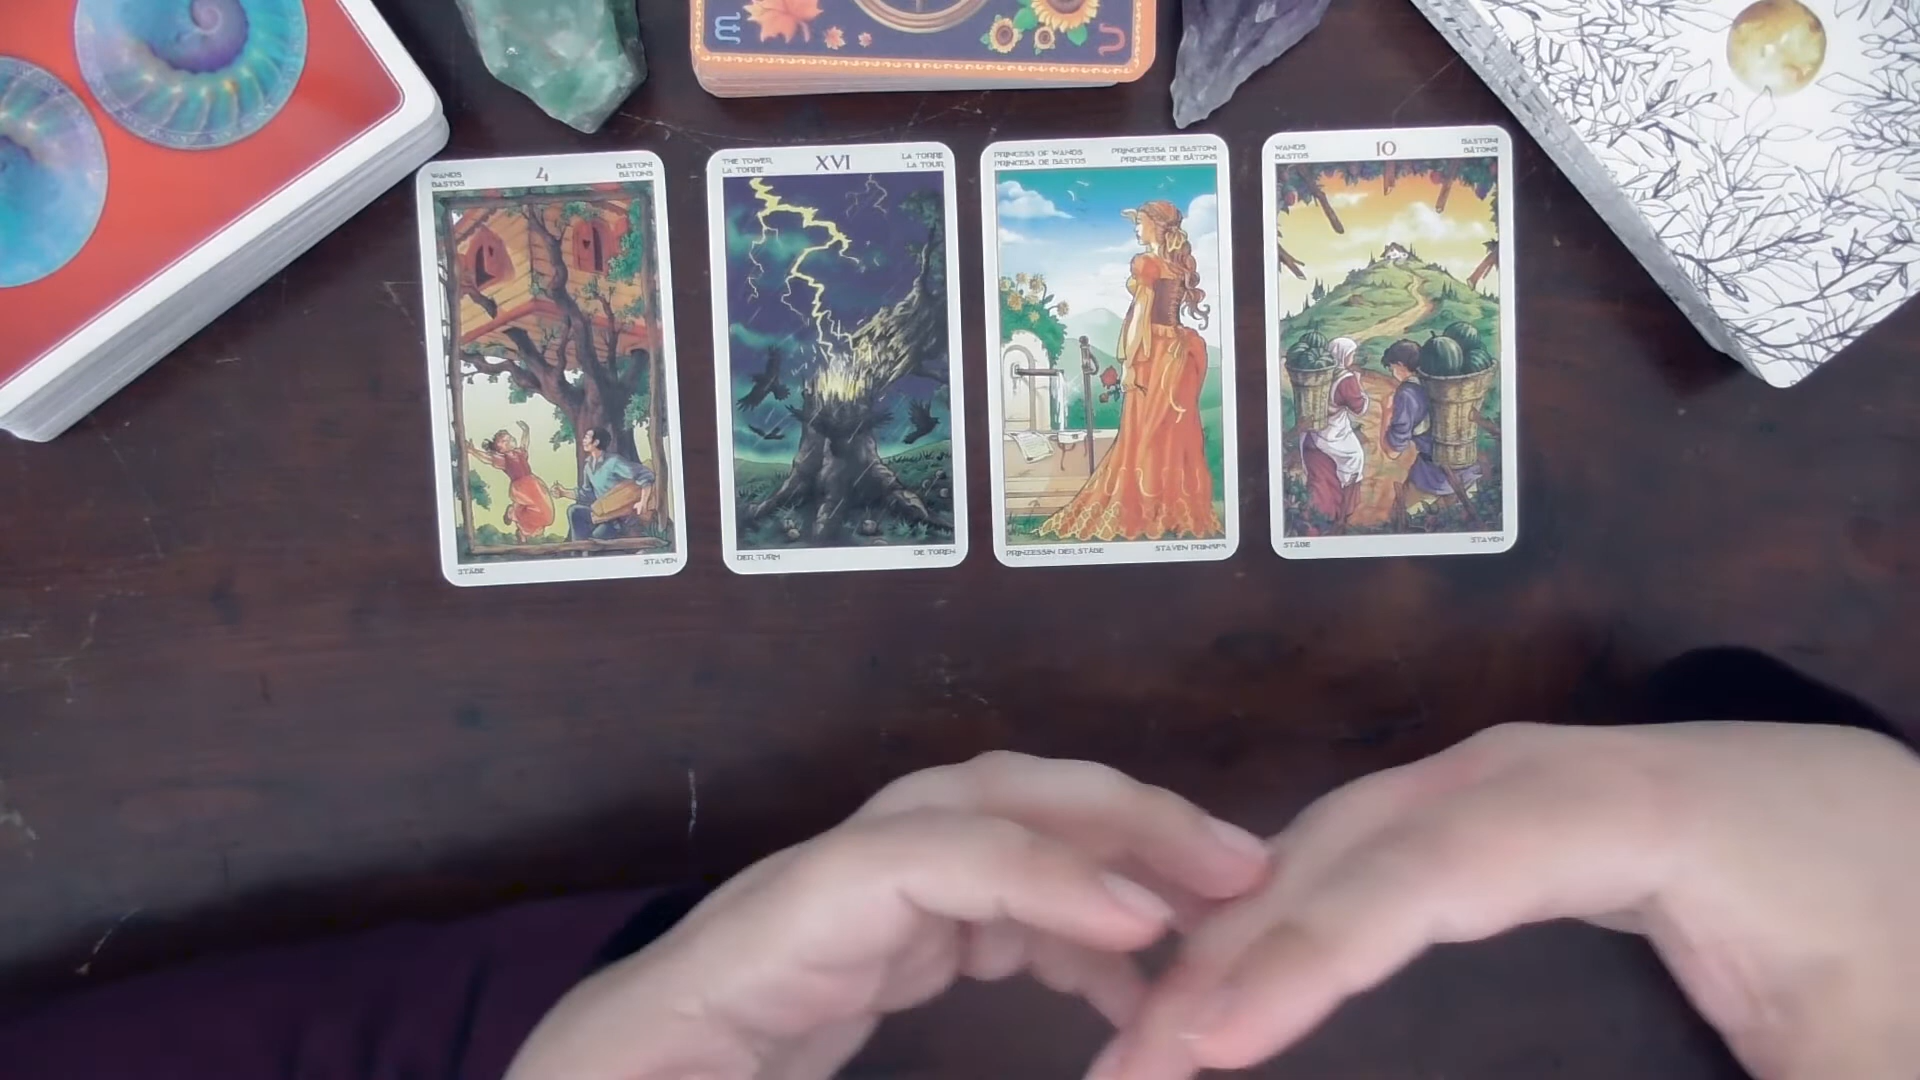 WANDS
BASTOS
4
BASTONI
BÂTONS
STÄBE
STAVEN
THE TOWER
LA TORRE
XVI
LA TORRE
LA TOUR
DER TURM
DE TOREN
PRINCESS OF WANDS
PRINCESA DE BASTOS
PRINCIPESSA DI BASTONI
PRINCESSE DE BÂTONS
PRINZESSIN DER STÄBE
STAVEN PRINSES
WANDS
BASTOS
10
BASTONI
BÂTONS
STÄBE
STAVEN